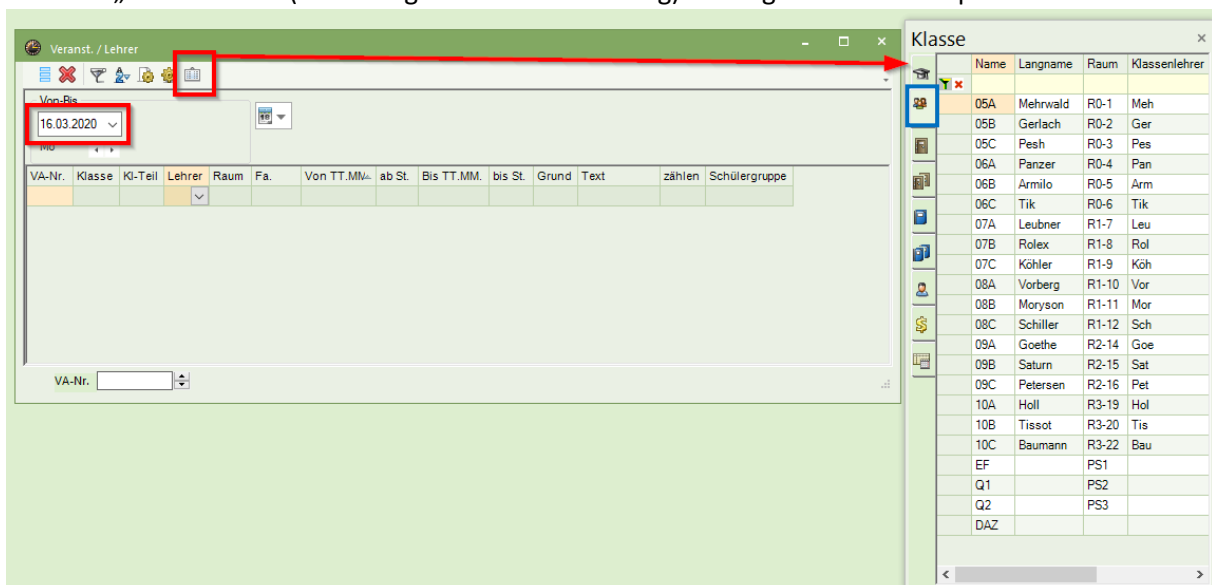 Veranst. / Lehrer
Von-Bis
16.03.2020
Mo
VA-Nr. Klasse Kl-Teil Lehrer Raum Fa. Von TT.MM. ab St. Bis TT.MM. bis St. Grund Text zählen Schülergruppe
VA-Nr.
Klasse
Name Langname Raum Klassenlehrer
05A Mehrwald R0-1 Meh
05B Gerlach R0-2 Ger
05C Pesh R0-3 Pes
06A Panzer R0-4 Pan
06B Armilo R0-5 Arm
06C Tik R0-6 Tik
07A Leubner R1-7 Leu
07B Rolex R1-8 Rol
07C Köhler R1-9 Köh
08A Vorberg R1-10 Vor
08B Moryson R1-11 Mor
08C Schiller R1-12 Sch
09A Goethe R2-14 Goe
09B Saturn R2-15 Sat
09C Petersen R2-16 Pet
10A Holl R3-19 Hol
10B Tissot R3-20 Tis
10C Baumann R3-22 Bau
EF PS1
Q1 PS2
Q2 PS3
DAZ